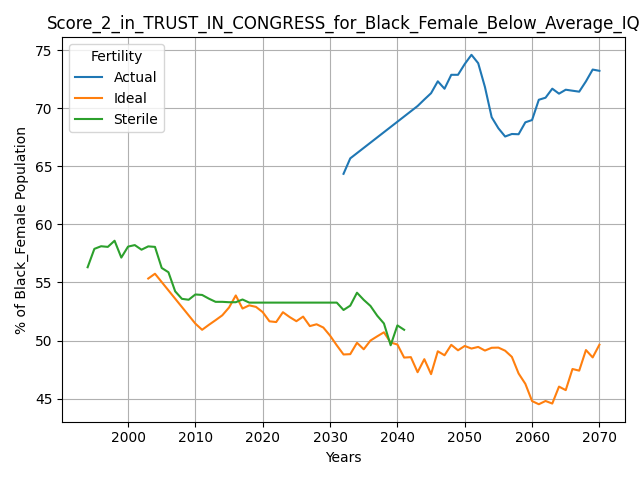 Score_2_in_TRUST_IN_CONGRESS_for_Black_Female_Below_Average_IQ
Fertility
Actual
Ideal
Sterile
% of Black_Female Population
75
70
65
60
55
50
45
2000
2010
2020
2030
2040
2050
2060
2070
Years